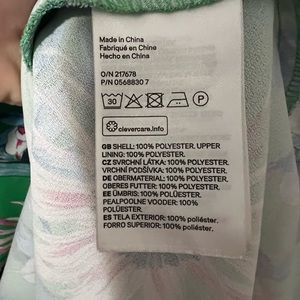 Made in China
Fabriqué en Chine
Hecho en China
O/N 217678
P/N 0568830 7
30
P
clevercare.info
GB SHELL: 100% POLYESTER. UPPER
LINING: 100% POLYESTER.
CZ SVRCHNÍ LÁTKA: 100% POLYESTER.
VRCHNÍ PODŠÍVKA: 100% POLYESTER.
DE OBERMATERIAL: 100% POLYESTER.
OBERES FUTTER: 100% POLYESTER.
EE ÜMBRIS: 100% POLÜESTER.
PEALPOOLNE VOODER: 100%
POLÜESTER.
ES TELA EXTERIOR: 100% poliéster.
FORRO SUPERIOR: 100% poliéster.